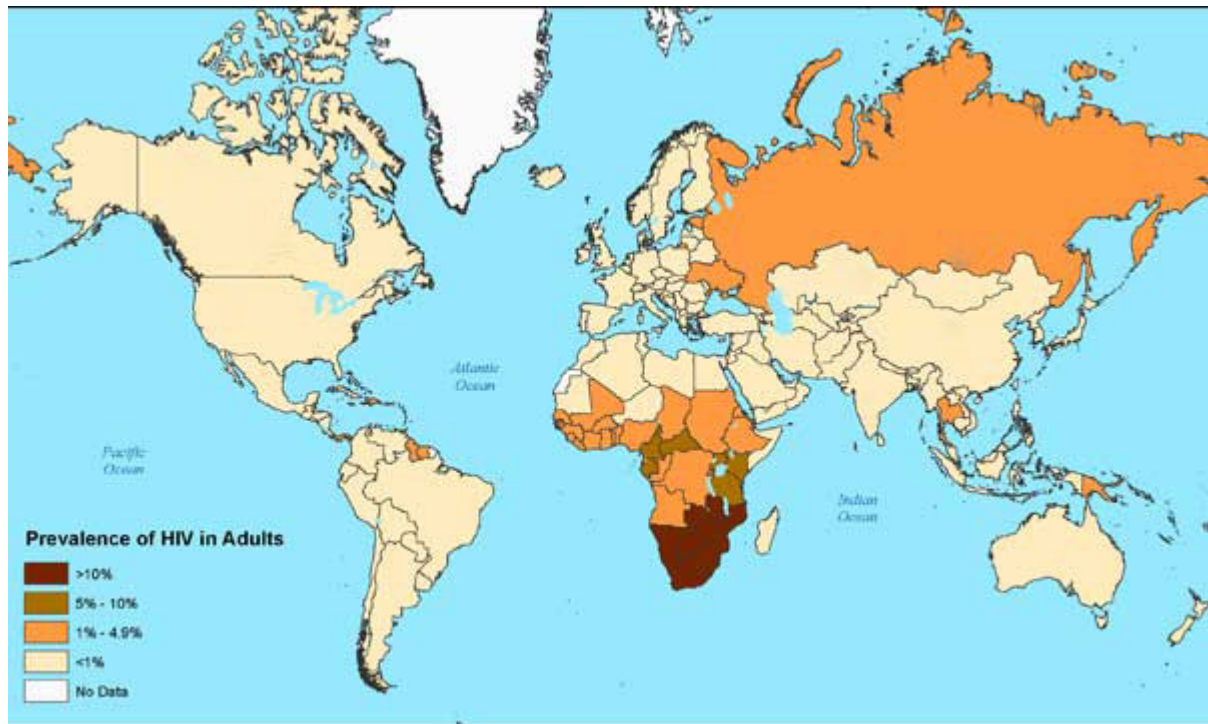 Atlantic
Ocean
Pacific
Ocean
Indian
Ocean
Prevalence of HIV in Adults
>10%
5% - 10%
1% - 4.9%
<1%
No Data